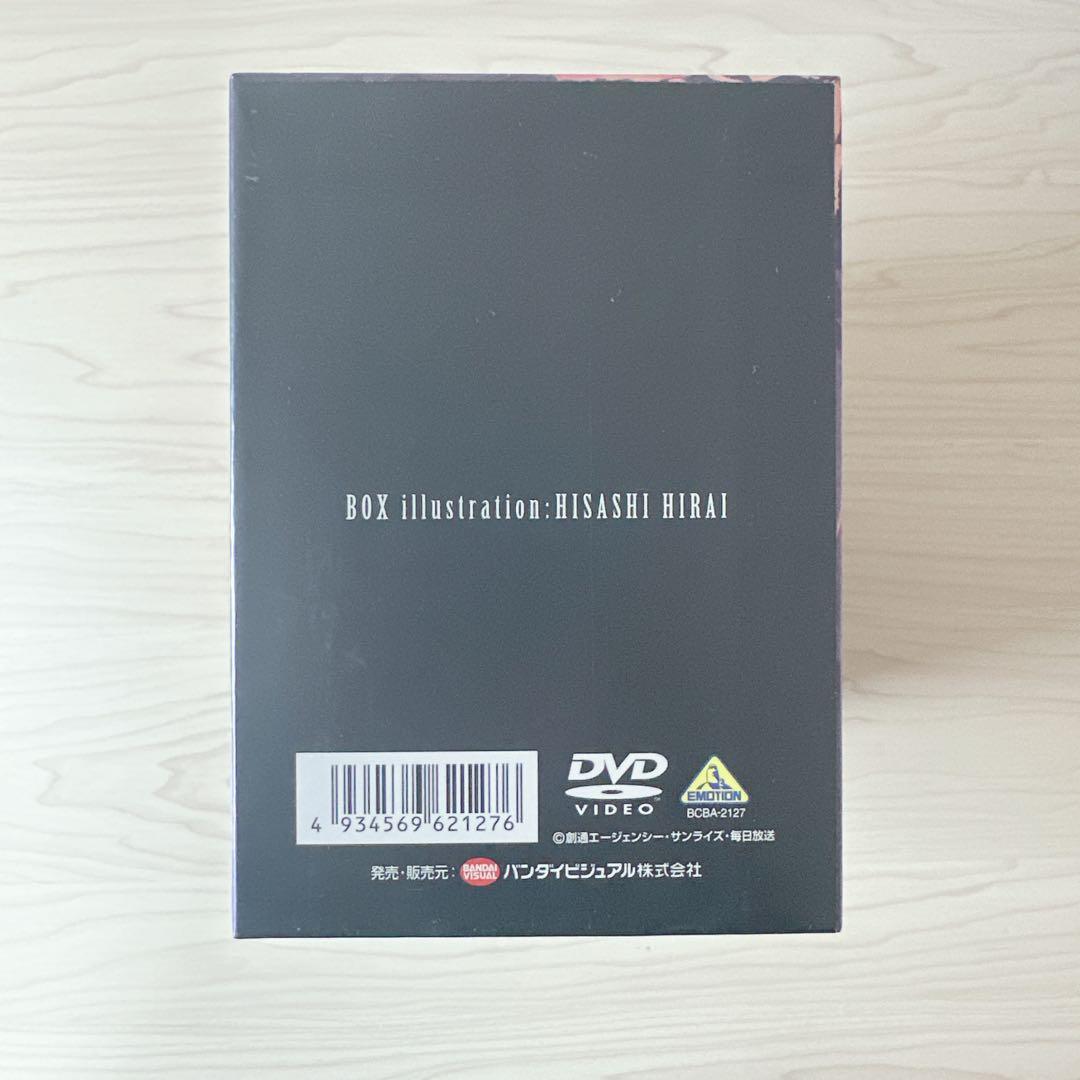 BOX illustration:HISASHI HIRAI
4 934569 621276
DVD
VIDEO
TM
EMOTION
BCBA-2127
©創通エージェンシー・サンライズ・毎日放送
発売・販売元: BANDAI VISUAL バンダイビジュアル株式会社